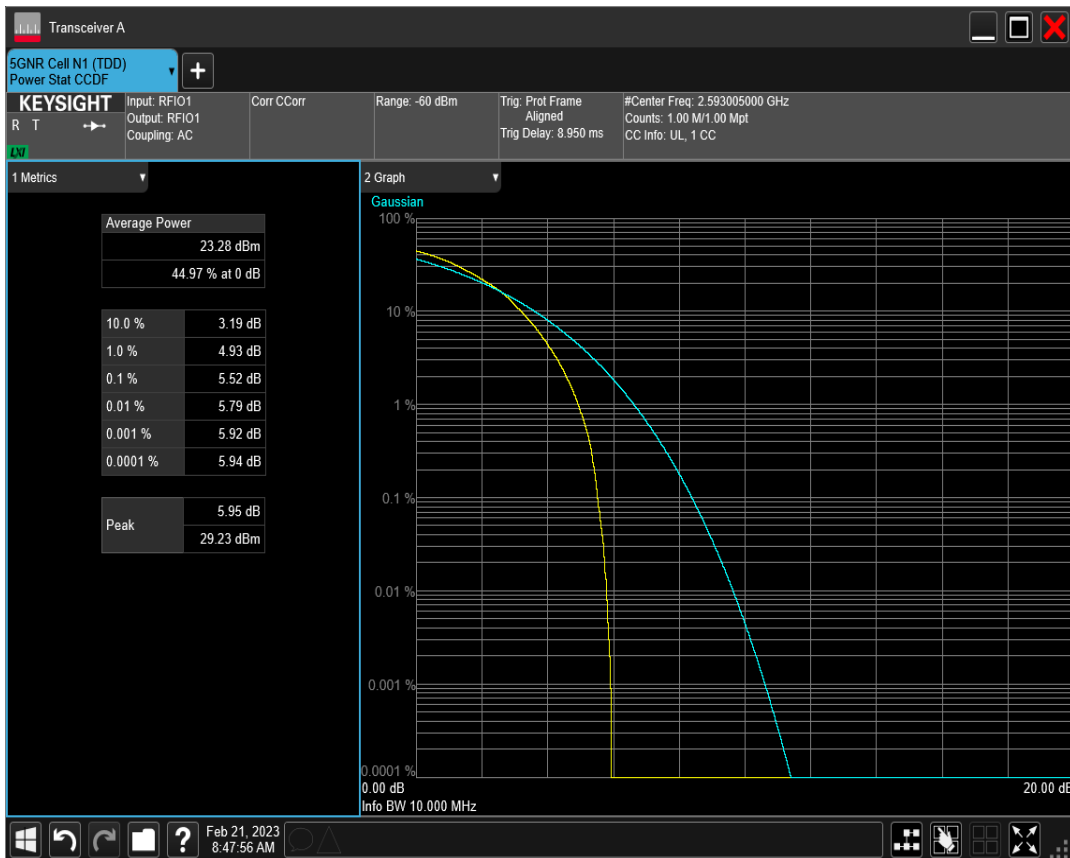 Transceiver A
5GNR Cell N1 (TDD)
Power Stat CCDF
KEYSIGHT
R T
LXI
Input: RFIO1
Output: RFIO1
Coupling: AC
Corr CCorr
Range: -60 dBm
Trig: Prot Frame
Aligned
Trig Delay: 8.950 ms
#Center Freq: 2.593005000 GHz
Counts: 1.00 M/1.00 Mpt
CC Info: UL, 1 CC
1 Metrics
Average Power
23.28 dBm
44.97 % at 0 dB
10.0 % 3.19 dB
1.0 % 4.93 dB
0.1 % 5.52 dB
0.01 % 5.79 dB
0.001 % 5.92 dB
0.0001 % 5.94 dB
Peak 5.95 dB
29.23 dBm
2 Graph
Gaussian
100 %
10 %
1 %
0.1 %
0.01 %
0.001 %
0.0001 %
0.00 dB 20.00 dB
Info BW 10.000 MHz
? Feb 21, 2023
8:47:56 AM